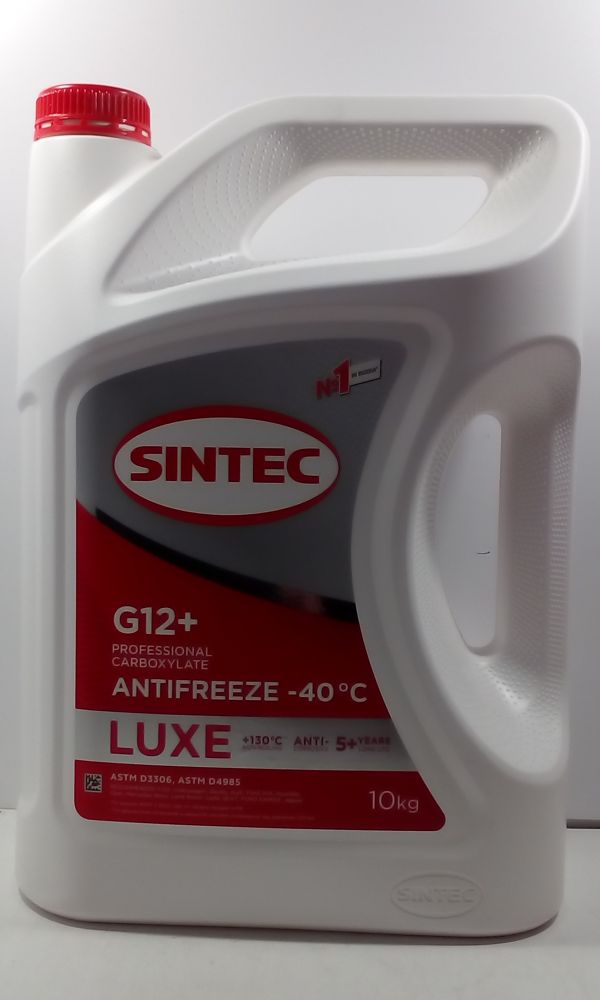 №1
SINTEC
G12+
PROFESSIONAL
CARBOXYLATE
ANTIFREEZE -40°C
LUXE
+130°C
ANTI-
5+ YEARS
ASTM D3306, ASTM D4985
10kg
SINTEC